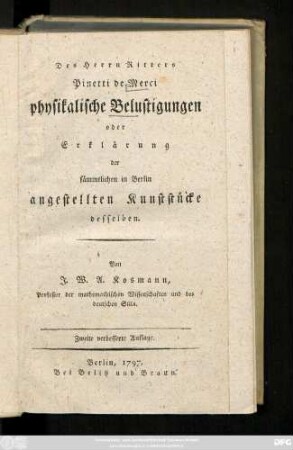 Des Herrn Ritters
Pinetti de Merci
physikalische Belustigungen
oder
Erklärung
der
sämmtlichen in Berlin
angestellten Kunststücke
desselben.
Von
J. W. A. Kosmann,
Professor der mathematischen Wissenschaften und des
deutschen Stils.
Zweite verbesserte Auflage.
Berlin, 1797.
Bei Belitz und Braun.